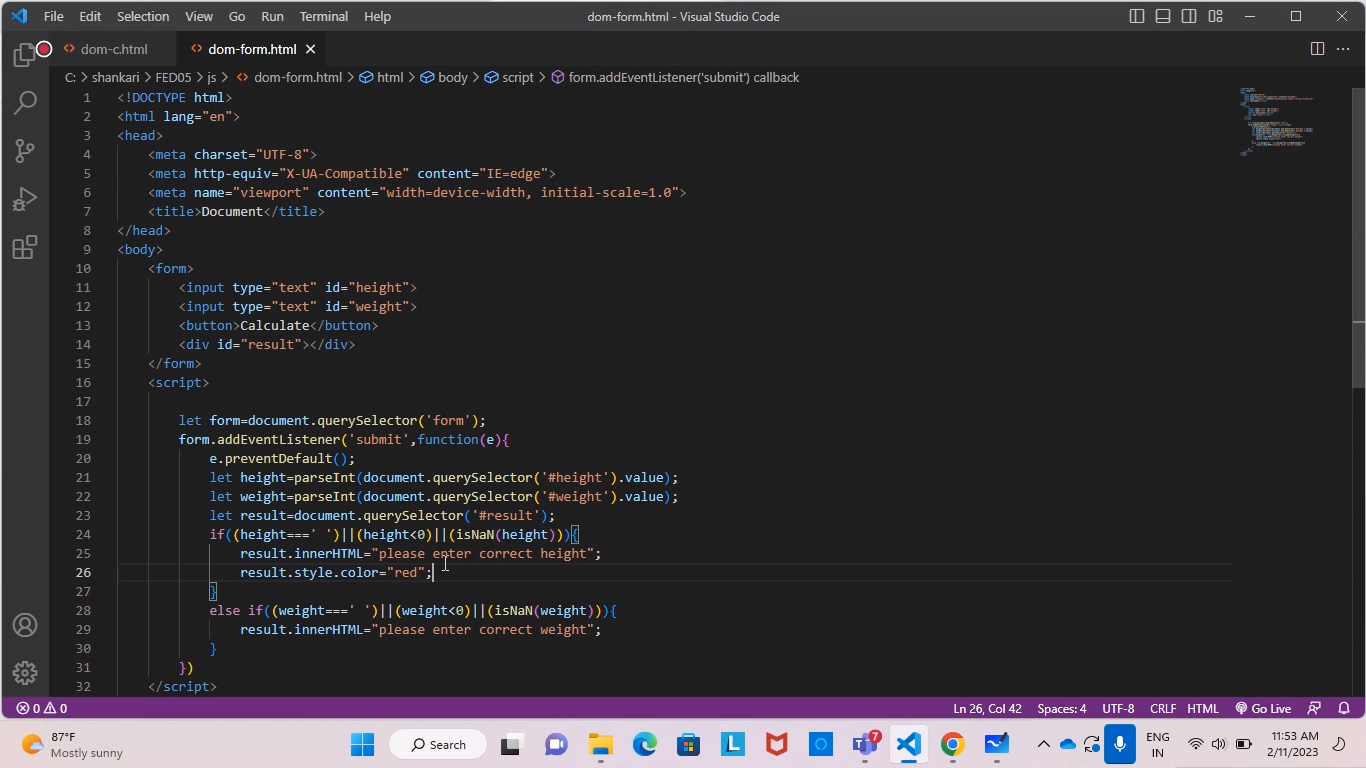 File Edit Selection View Go Run Terminal Help dom-form.html - Visual Studio Code
dom-c.html dom-form.html
C: > shankari > FED05 > js > dom-form.html > html > body > script > form.addEventListener('submit') callback
1 <!DOCTYPE html>
2 <html lang="en">
3 <head>
4 <meta charset="UTF-8">
5 <meta http-equiv="X-UA-Compatible" content="IE=edge">
6 <meta name="viewport" content="width=device-width, initial-scale=1.0">
7 <title>Document</title>
8 </head>
9 <body>
10 <form>
11 <input type="text" id="height">
12 <input type="text" id="weight">
13 <button>Calculate</button>
14 <div id="result"></div>
15 </form>
16 <script>
17
18 let form=document.querySelector('form');
19 form.addEventListener('submit',function(e){
20 e.preventDefault();
21 let height=parseInt(document.querySelector('#height').value);
22 let weight=parseInt(document.querySelector('#weight').value);
23 let result=document.querySelector('#result');
24 if((height===' ')||(height<0)||(isNaN(height))){
25 result.innerHTML="please enter correct height";
26 result.style.color="red";
27 }
28 else if((weight===' ')||(weight<0)||(isNaN(weight))){
29 result.innerHTML="please enter correct weight";
30 }
31 })
32 </script>
0 0 Ln 26, Col 42 Spaces: 4 UTF-8 CRLF HTML Go Live
87°F
Mostly sunny
Search
7
ENG
IN
11:53 AM
2/11/2023